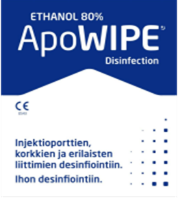 ETHANOL 80%
ApoWIPE
Disinfection
CE
Injektioporttien,
korkkien ja erilaisten
liittimien desinfiointiin.
Ihon desinfiointiin.